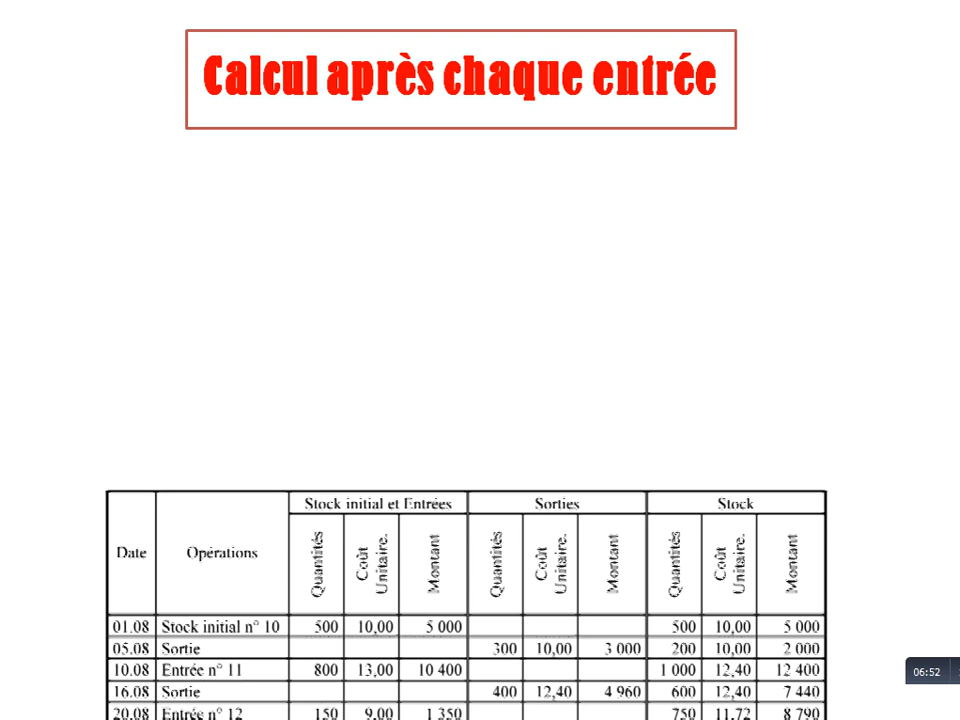 Calcul après chaque entrée
Stock initial et Entrées Sorties Stock
Date Opérations Quantités Coût Unitaire. Montant Quantités Coût Unitaire. Montant Quantités Coût Unitaire. Montant
01.08 Stock initial n° 10 500 10,00 5 000 500 10,00 5 000
05.08 Sortie 300 10,00 3 000 200 10,00 2 000
10.08 Entrée n° 11 800 13,00 10 400 1 000 12,40 12 400
16.08 Sortie 400 12,40 4 960 600 12,40 7 440
20.08 Entrée n° 12 150 9,00 1 350 750 11,72 8 790
06:52